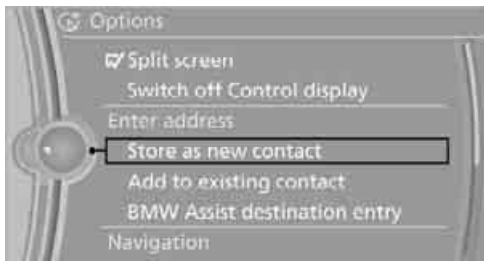 Options
Split screen
Switch off Control display
Enter address
Store as new contact
Add to existing contact
BMW Assist destination entry
Navigation